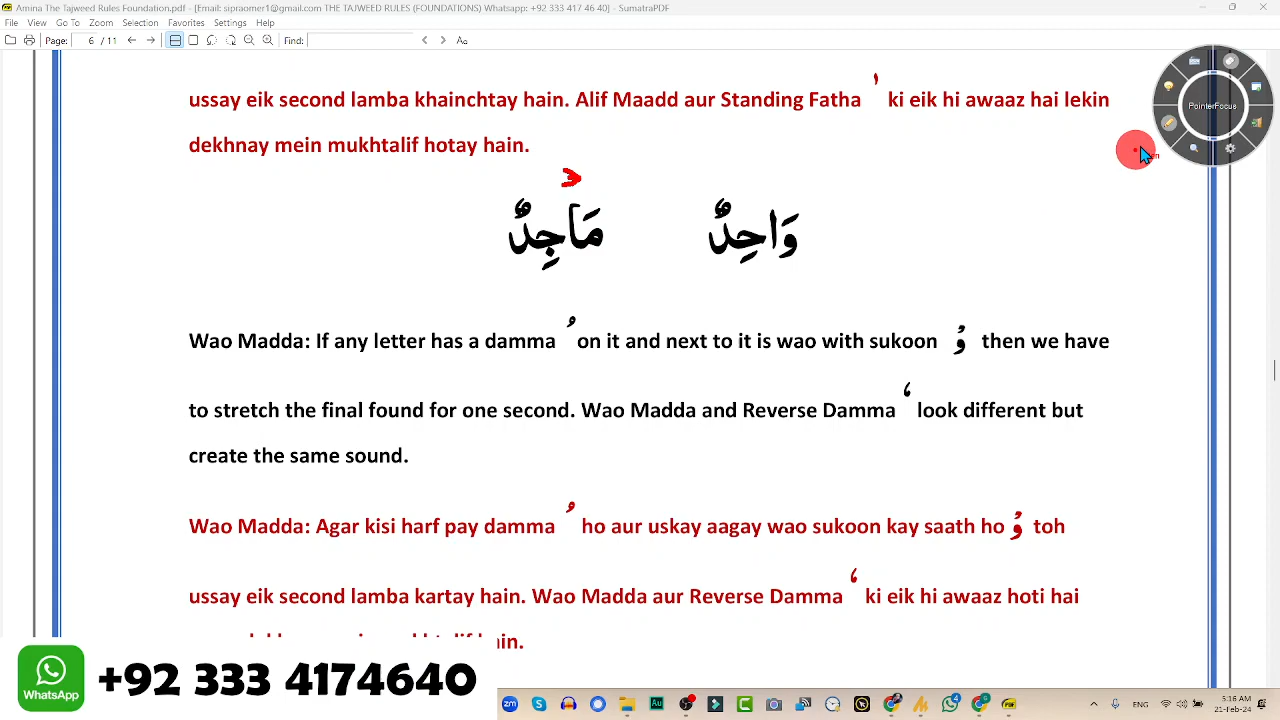 Amina The Tajweed Rules Foundation.pdf - [Email: sipraomer1@gmail.com THE TAJWEED RULES (FOUNDATIONS) Whatsapp: +92 333 417 46 40] - SumatraPDF
File View Go To Zoom Favorites Settings Help
Page: 6 / 11 Find: Aa
ussay eik second lamba khainchtay hain. Alif Maadd aur Standing Fatha ٰ ki eik hi awaaz hai lekin
PointerFocus
dekhnay mein mukhtalif hotay hain.
وَاحِدٌ مَاجِدٌ
Wao Madda: If any letter has a damma ُ on it and next to it is wao with sukoon وْ then we have
to stretch the final found for one second. Wao Madda and Reverse Damma ٗ look different but
create the same sound.
Wao Madda: Agar kisi harf pay damma ُ ho aur uskay aagay wao sukoon kay saath ho وْ toh
ussay eik second lamba kartay hain. Wao Madda aur Reverse Damma ٗ ki eik hi awaaz hoti hai
hain.
WhatsApp +92 333 4174640
ENG 5:16 AM